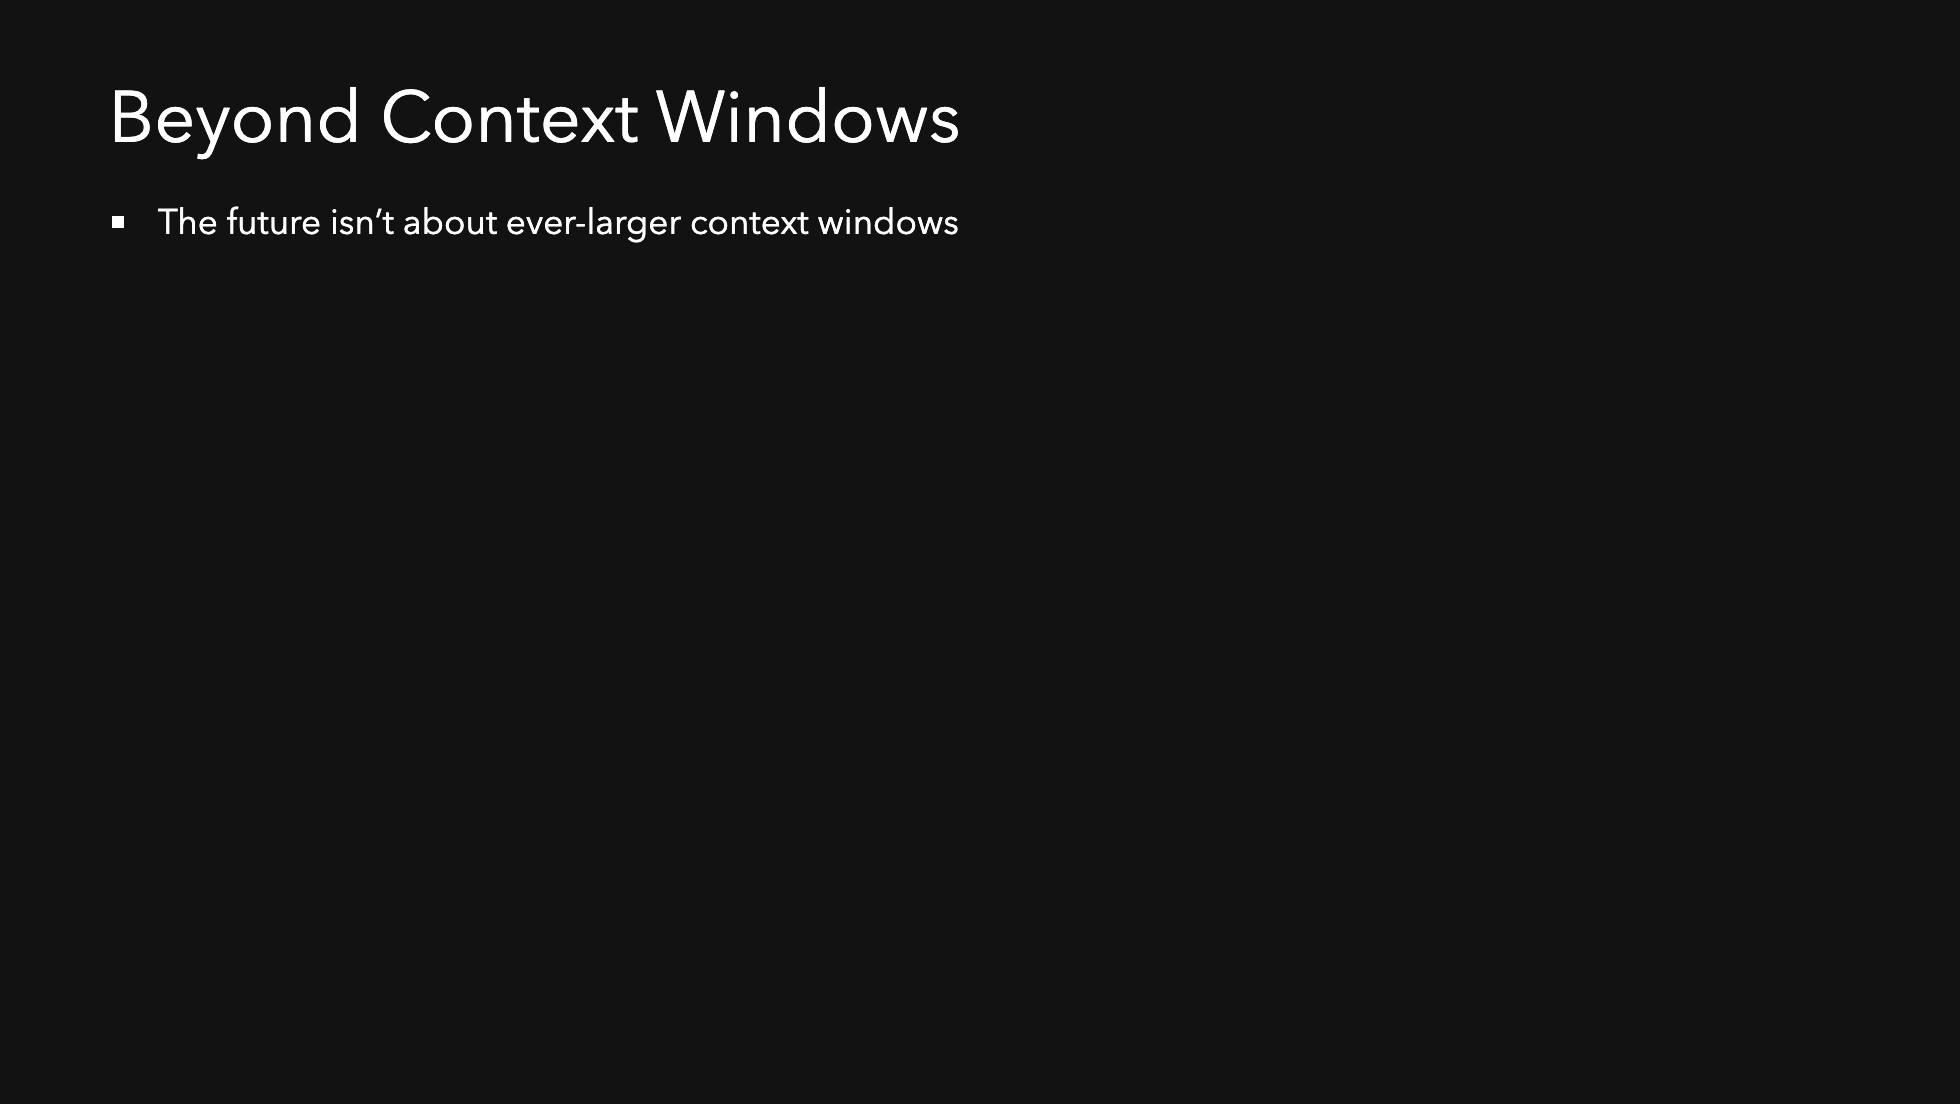 Beyond Context Windows
▪ The future isn’t about ever-larger context windows